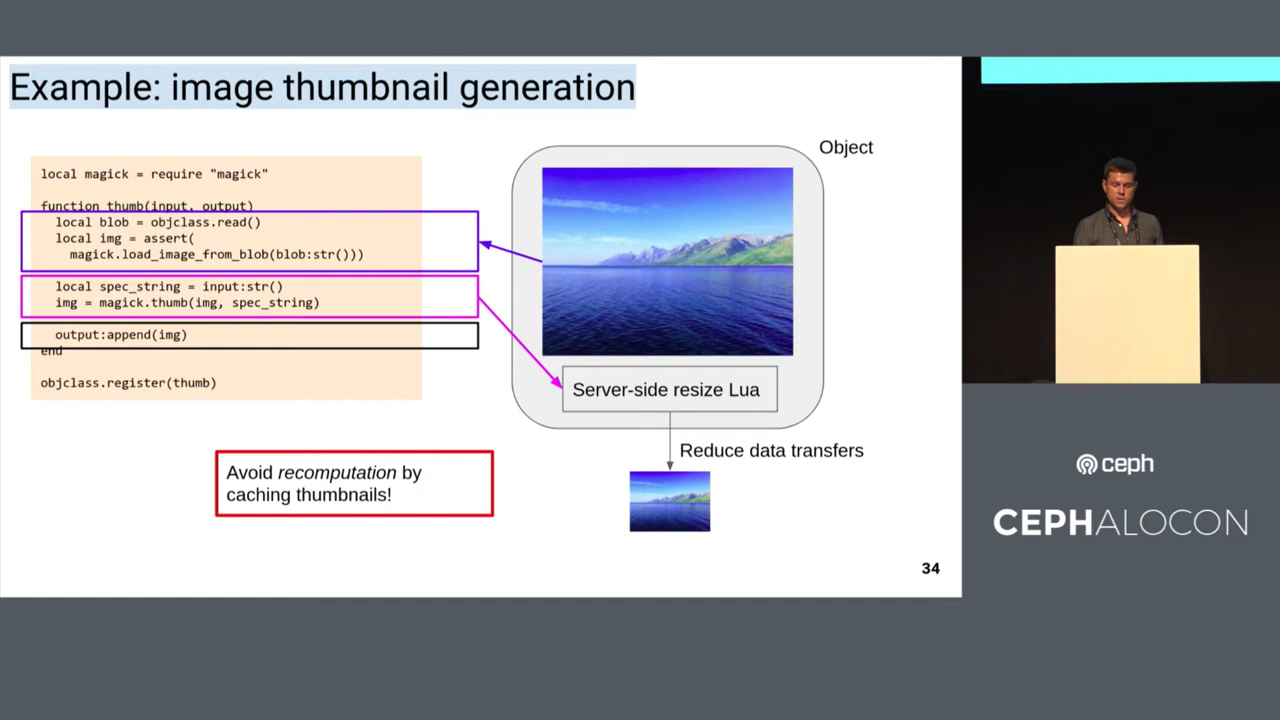 Example: image thumbnail generation
local magick = require "magick"
function thumb(input, output)
local blob = objclass.read()
local img = assert(
magick.load_image_from_blob(blob:str()))
local spec_string = input:str()
img = magick.thumb(img, spec_string)
output:append(img)
end
objclass.register(thumb)
Avoid recomputation by
caching thumbnails!
Object
Server-side resize Lua
Reduce data transfers
34
ceph
CEPHALOCON